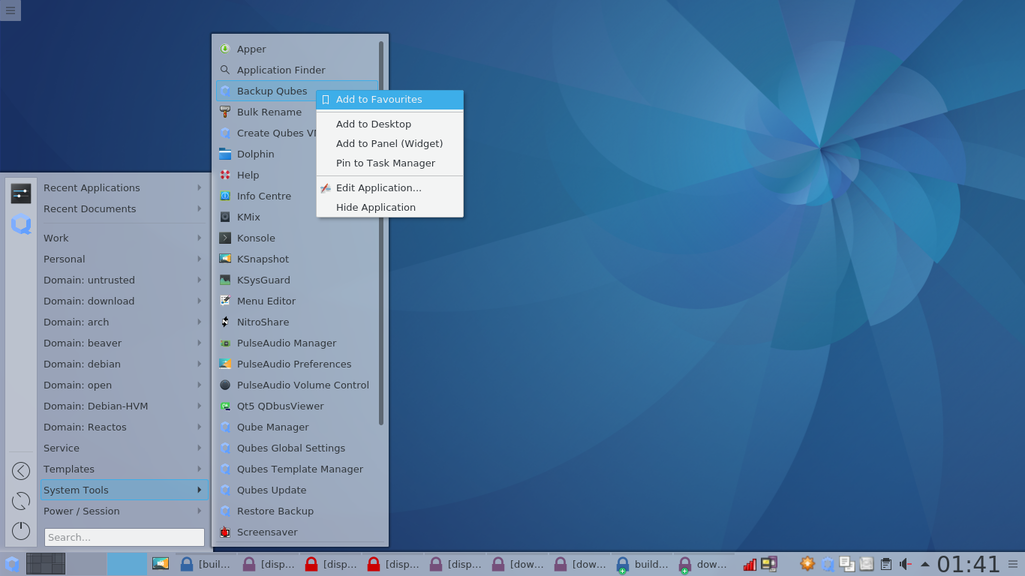 Apper
Application Finder
Backup Qubes
Bulk Rename
Create Qubes VM
Dolphin
Help
Info Centre
KMix
Konsole
KSnapshot
KSysGuard
Menu Editor
NitroShare
PulseAudio Manager
PulseAudio Preferences
PulseAudio Volume Control
Qt5 QDbusViewer
Qube Manager
Qubes Global Settings
Qubes Template Manager
Qubes Update
Restore Backup
Screensaver
Add to Favourites
Add to Desktop
Add to Panel (Widget)
Pin to Task Manager
Edit Application...
Hide Application
Recent Applications
Recent Documents
Work
Personal
Domain: untrusted
Domain: download
Domain: arch
Domain: beaver
Domain: debian
Domain: open
Domain: Debian-HVM
Domain: Reactos
Service
Templates
System Tools
Power / Session
Search...
[buil... [disp... [disp... [disp... [disp... [dow... [dow... build... dow... 01:41